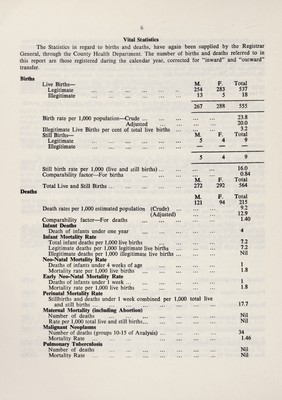 6
Vital Statistics
The Statistics in regard to births and deaths, have again been supplied by the Registrar
General, through the County Health Department. The number of births and deaths referred to in
this report are those registered during the calendar year, corrected for "inward" and "outward"
transfer.
Births
Live Births— M. F. Total
Legitimate 254 283 537
Illegitimate 13 5 18
267 288 555
Birth rate per 1,000 population—Crude ... 23.8
Adjusted 20.0
Illegitimate Live Births per cent of total live births ... 3.2
Still Births— M. F. Total
Legitimate 5 4 9
Illegitimate — — —
5 4 9
Still birth rate per 1,000 (live and still births)... 16.0
Comparability factor—For births 0.84
M. F. Total
Total Live and Still Births ... 272 292 564
Deaths
M. F. Total
121 94 215
Death rates per 1,000 estimated population (Crude) 9.2
(Adjusted) 12.9
Comparability factor—For deaths 1.40
Infant Deaths
Death of infants under one year 4
Infant Mortality Rate
Total infant deaths per 1,000 live births 7.2
Legitimate deaths per 1,000 legitimate live births ... 7.2
Illegitimate deaths per 1,000 illegitimate live births ... Nil
Neo-Natal Mortality Rate
Deaths of infants under 4 weeks of age 1
Mortality rate per 1,000 live births 1.8
Early Neo-Natal Mortality Rate
Deaths of infants under 1 week ... 1
Mortality rate per 1,000 live births 1.8
Perinatal Mortality Rate
Stillbirths and deaths under 1 week combined per 1,000 total live
and still births ... 17.7
Maternal Mortality (including Abortion)
Number of deaths Nil
Rate per 1,000 total live and still births... Nil
Malignant Neoplasms
Number of deaths (groups 10-15 of Analysis) ... 34
Mortality Rate ... 1.46
Pulmonary Tuberculosis
Number of deaths Nil
Mortality Rate Nil